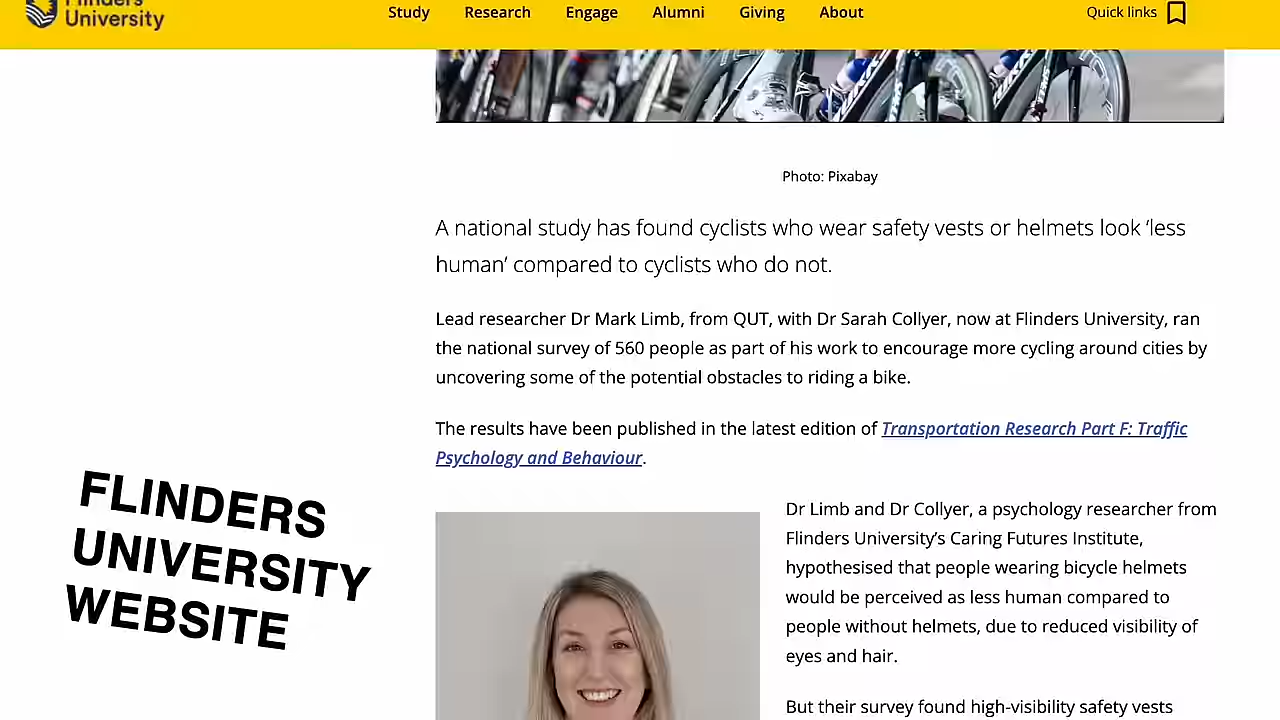 Flinders
University
Study Research Engage Alumni Giving About
Quick links
Photo: Pixabay
A national study has found cyclists who wear safety vests or helmets look ‘less
human’ compared to cyclists who do not.
Lead researcher Dr Mark Limb, from QUT, with Dr Sarah Collyer, now at Flinders University, ran
the national survey of 560 people as part of his work to encourage more cycling around cities by
uncovering some of the potential obstacles to riding a bike.
The results have been published in the latest edition of Transportation Research Part F: Traffic
Psychology and Behaviour.
Dr Limb and Dr Collyer, a psychology researcher from
Flinders University’s Caring Futures Institute,
hypothesised that people wearing bicycle helmets
would be perceived as less human compared to
people without helmets, due to reduced visibility of
eyes and hair.
But their survey found high-visibility safety vests
FLINDERS
UNIVERSITY
WEBSITE